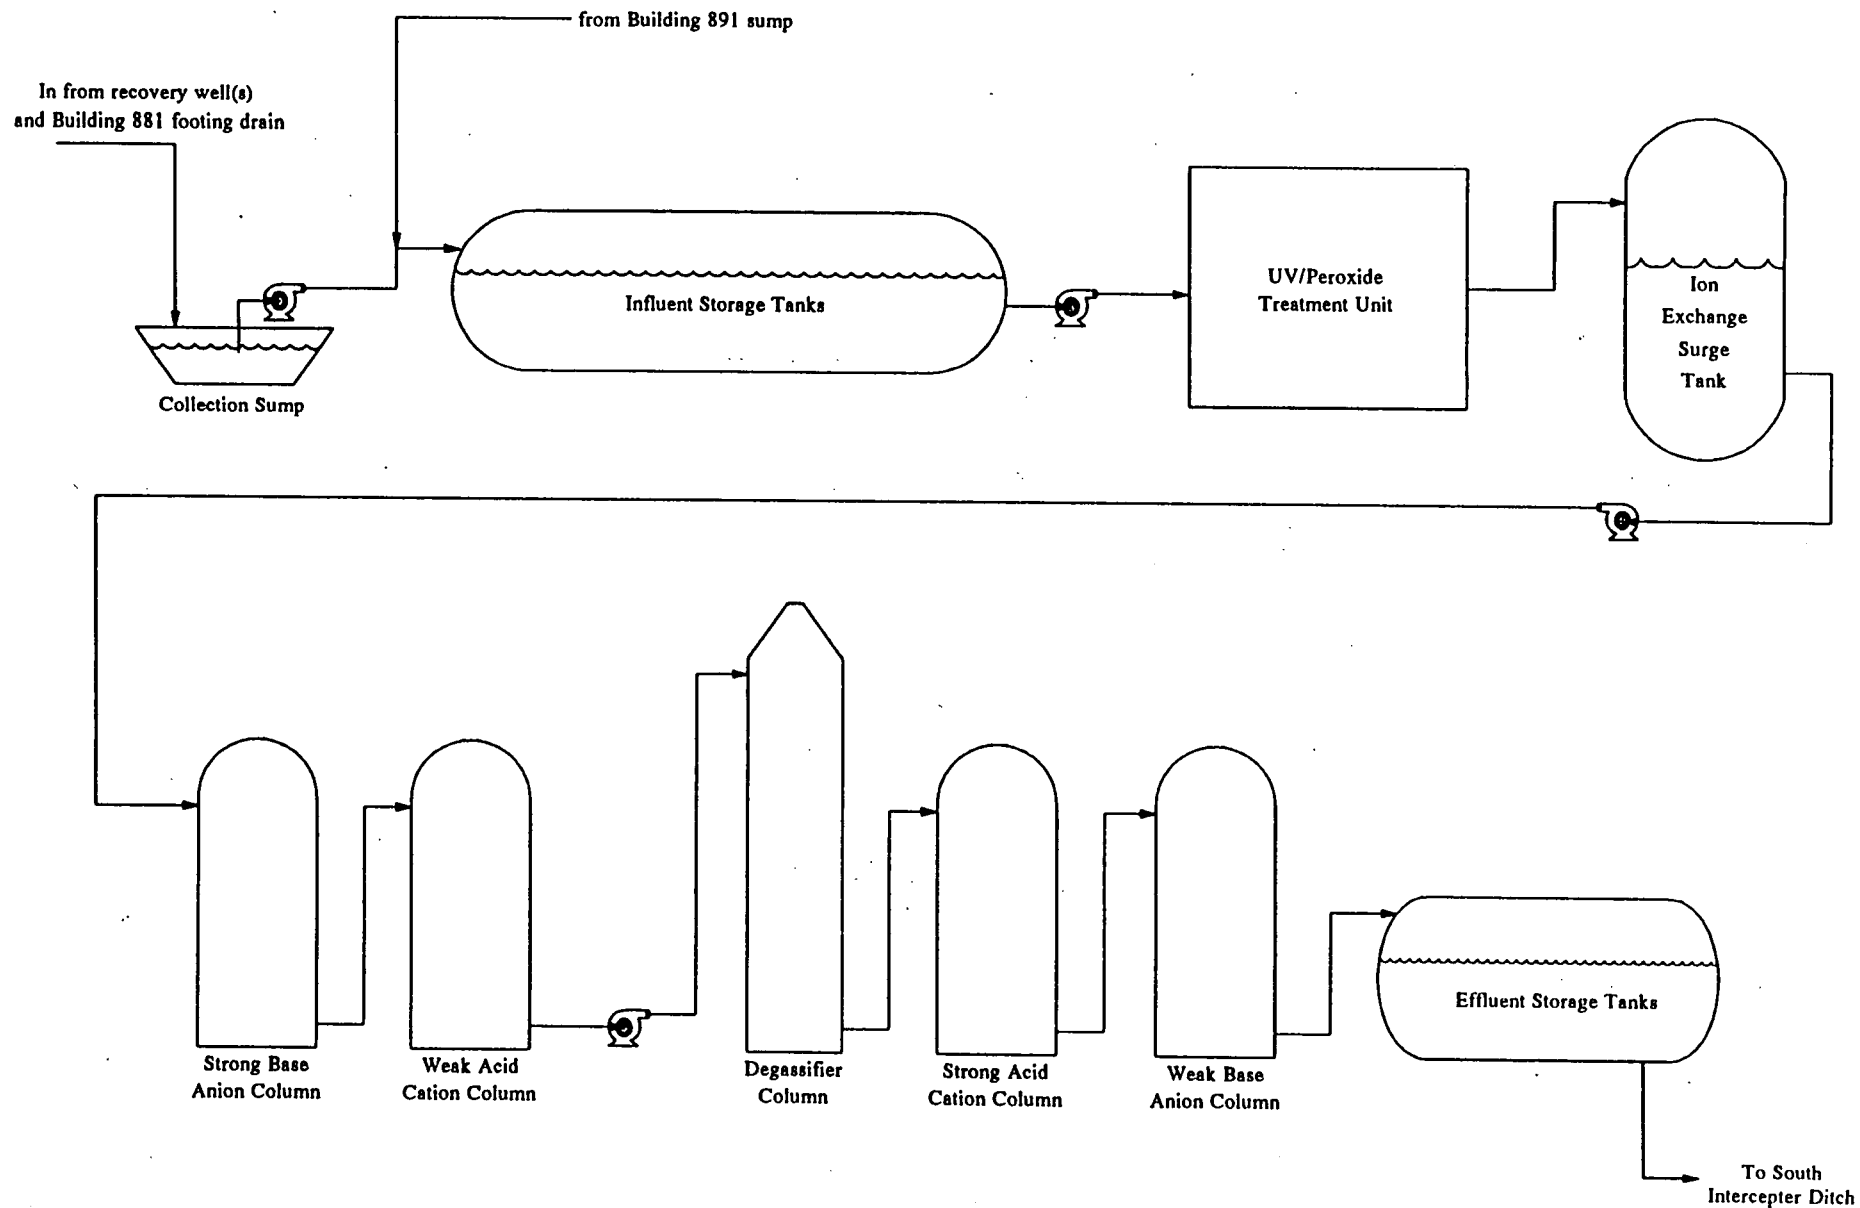 from Building 891 sump
In from recovery well(s)
and Building 881 footing drain
UV/Peroxide
Treatment Unit
Influent Storage Tanks
Ion
Exchange
Surge
Tank
Collection Sump
Strong Base
Anion Column
Weak Acid
Cation Column
Degassifier
Column
Strong Acid
Cation Column
Weak Base
Anion Column
Effluent Storage Tanks
To South
Intercepter Ditch